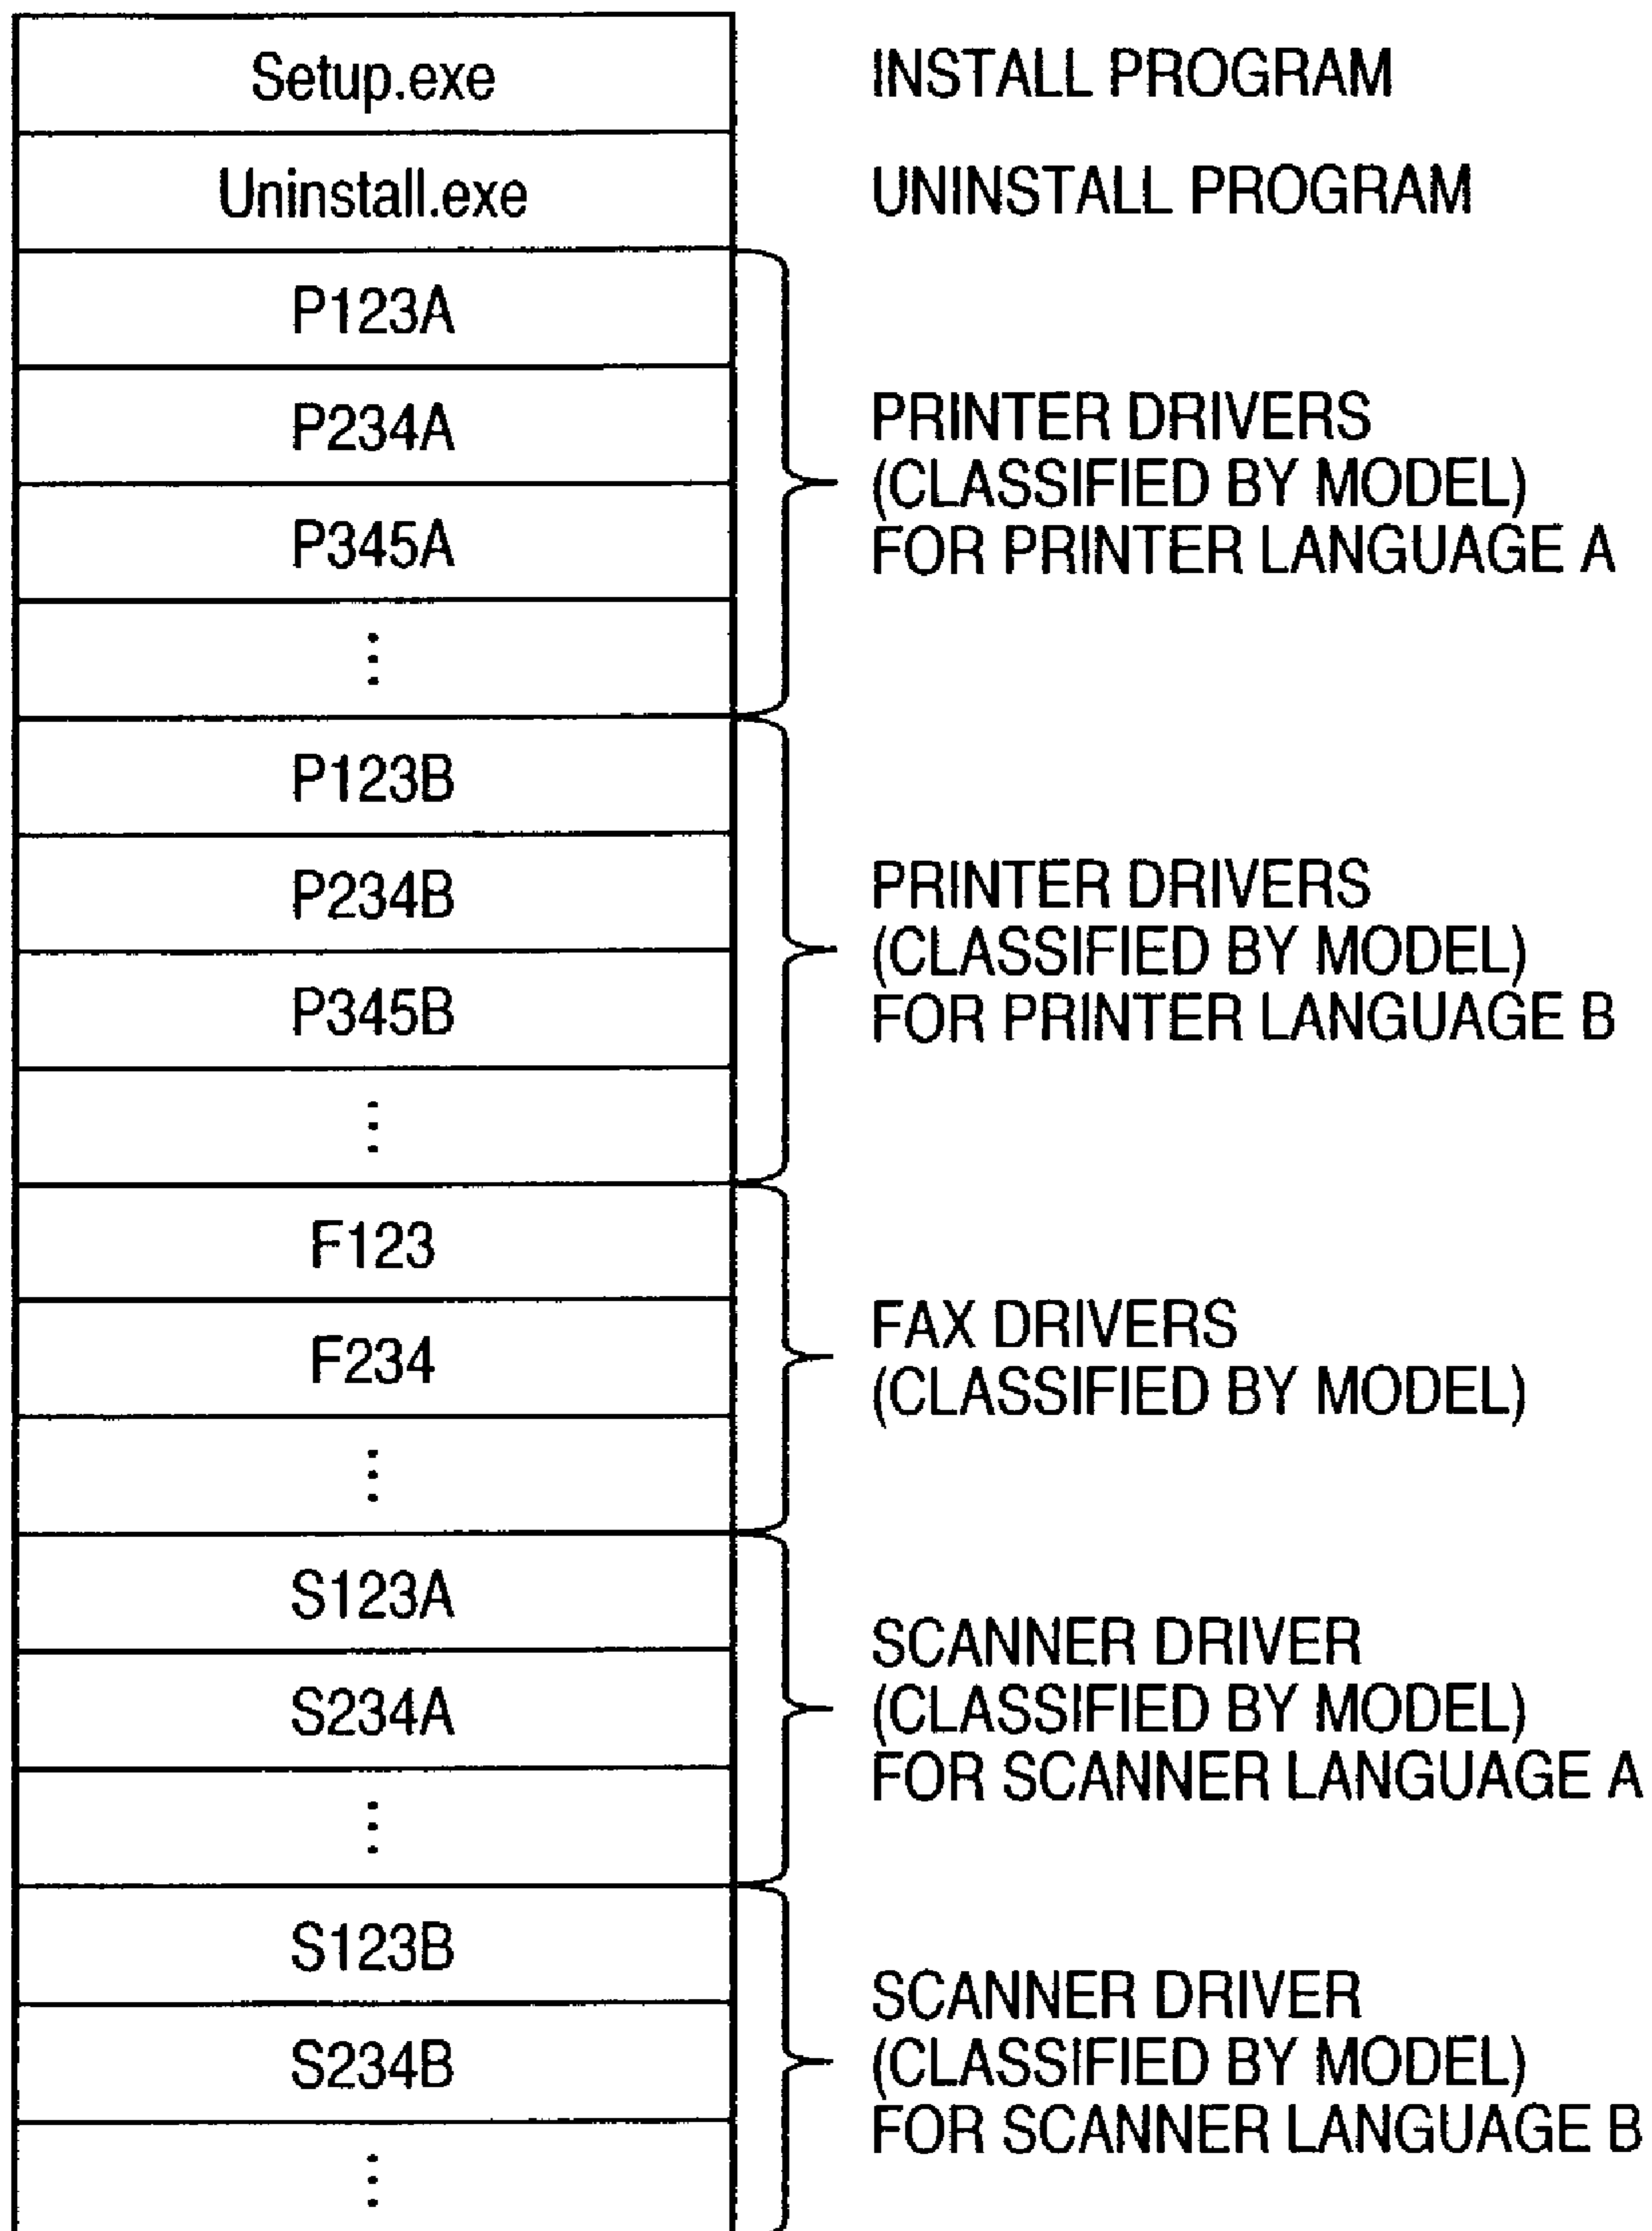 Setup.exe INSTALL PROGRAM
Uninstall.exe UNINSTALL PROGRAM
P123A
P234A
P345A
⋮
PRINTER DRIVERS
(CLASSIFIED BY MODEL)
FOR PRINTER LANGUAGE A
P123B
P234B
P345B
⋮
PRINTER DRIVERS
(CLASSIFIED BY MODEL)
FOR PRINTER LANGUAGE B
F123
F234
⋮
FAX DRIVERS
(CLASSIFIED BY MODEL)
S123A
S234A
⋮
SCANNER DRIVER
(CLASSIFIED BY MODEL)
FOR SCANNER LANGUAGE A
S123B
S234B
⋮
SCANNER DRIVER
(CLASSIFIED BY MODEL)
FOR SCANNER LANGUAGE B